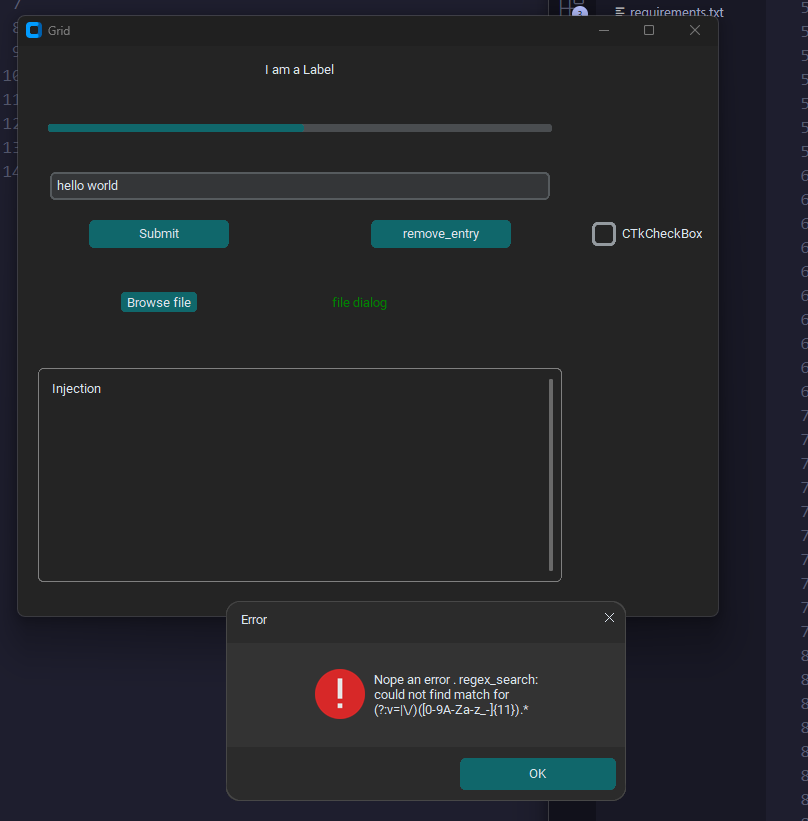 requirements.txt
3
Grid
I am a Label
hello world
Submit
remove_entry
CTkCheckBox
Browse file
file dialog
Injection
Error
Nope an error . regex_search:
could not find match for
(?:v=|\/)([0-9A-Za-z_-]{11}).*
OK
7
8
9
10
11
12
13
14